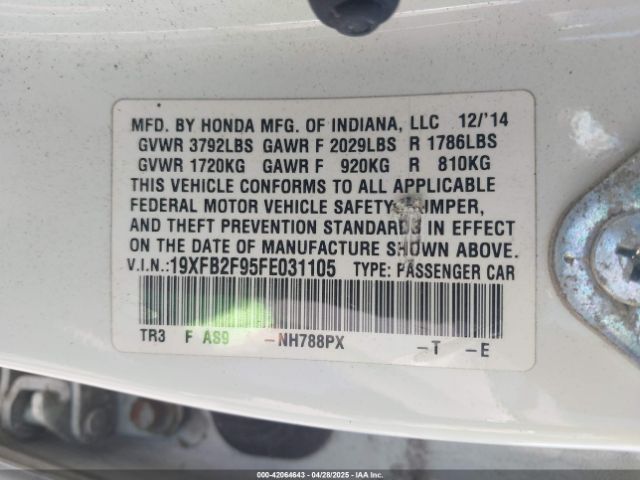 MFD. BY HONDA MFG. OF INDIANA, LLC 12/'14
GVWR 3792LBS GAWR F 2029LBS R 1786LBS
GVWR 1720KG GAWR F 920KG R 810KG
THIS VEHICLE CONFORMS TO ALL APPLICABLE
FEDERAL MOTOR VEHICLE SAFETY, BUMPER,
AND THEFT PREVENTION STANDARDS IN EFFECT
ON THE DATE OF MANUFACTURE SHOWN ABOVE.
V.I.N.:19XFB2F95FE031105 TYPE: PASSENGER CAR
TR3 F AS9 -NH788PX -T -E
000-42064643 04/28/2025 COPYRIGHT © IAA, LLC.